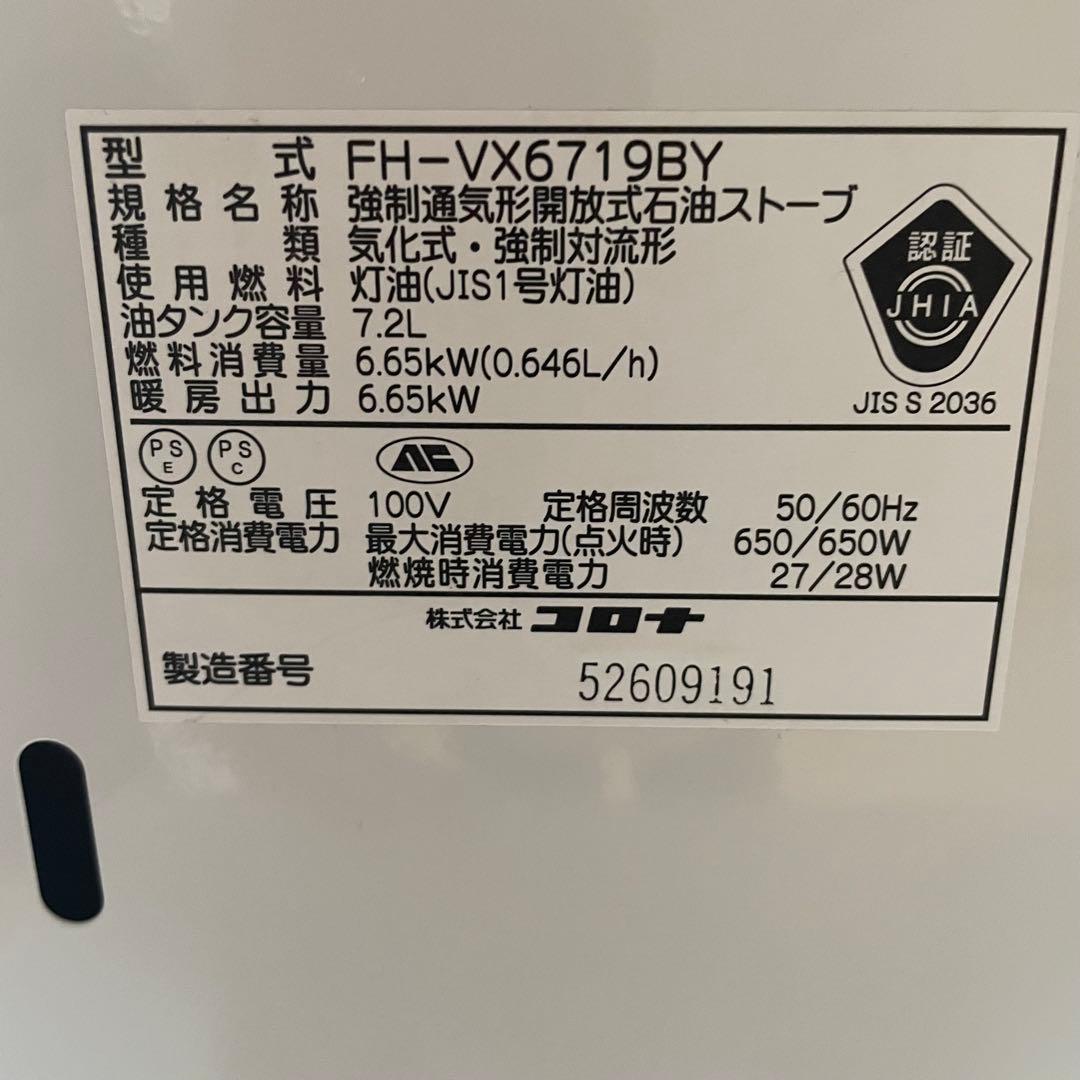 型式 FH-VX6719BY
規格名称 強制通気形開放式石油ストーブ
種類 気化式・強制対流形
使用燃料 灯油(JIS1号灯油)
油タンク容量 7.2L
燃料消費量 6.65kW(0.646L/h)
暖房出力 6.65kW
認証
JHIA
JIS S 2036
PS E PS C
定格電圧 100V 定格周波数 50/60Hz
定格消費電力 最大消費電力(点火時) 650/650W
燃焼時消費電力 27/28W
株式会社 コロナ
製造番号 52609191